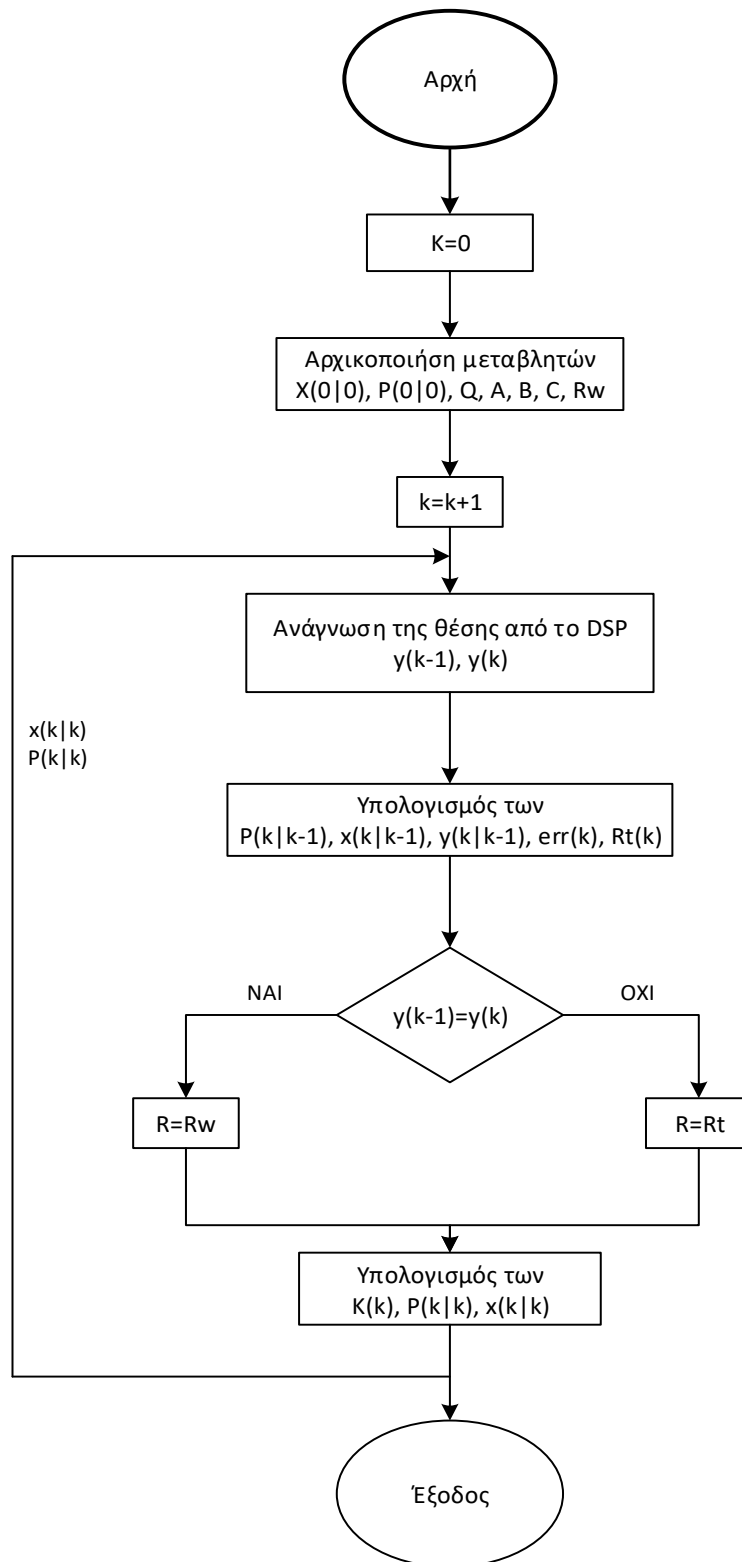 Αρχή
K=0
Αρχικοποιήση μεταβλητών
X(0|0), P(0|0), Q, A, B, C, Rw
k=k+1
Ανάγνωση της θέσης από το DSP
y(k-1), y(k)
x(k|k)
P(k|k)
Υπολογισμός των
P(k|k-1), x(k|k-1), y(k|k-1), err(k), Rt(k)
ΝΑΙ
ΟΧΙ
y(k-1)=y(k)
R=Rw
R=Rt
Υπολογισμός των
K(k), P(k|k), x(k|k)
Έξοδος